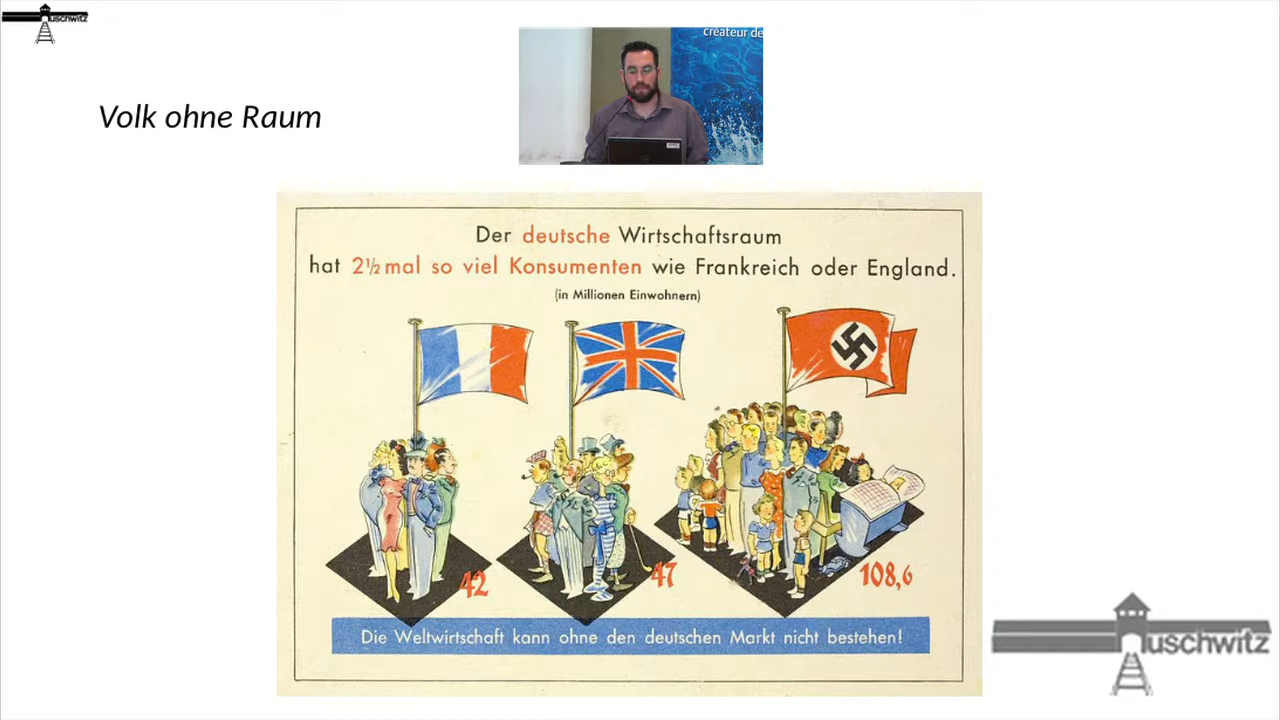 uschwitz
createur de
Volk ohne Raum
Der deutsche Wirtschaftsraum
hat 2½ mal so viel Konsumenten wie Frankreich oder England.
(in Millionen Einwohnern)
42
47
108,6
Die Weltwirtschaft kann ohne den deutschen Markt nicht bestehen!
uschwitz